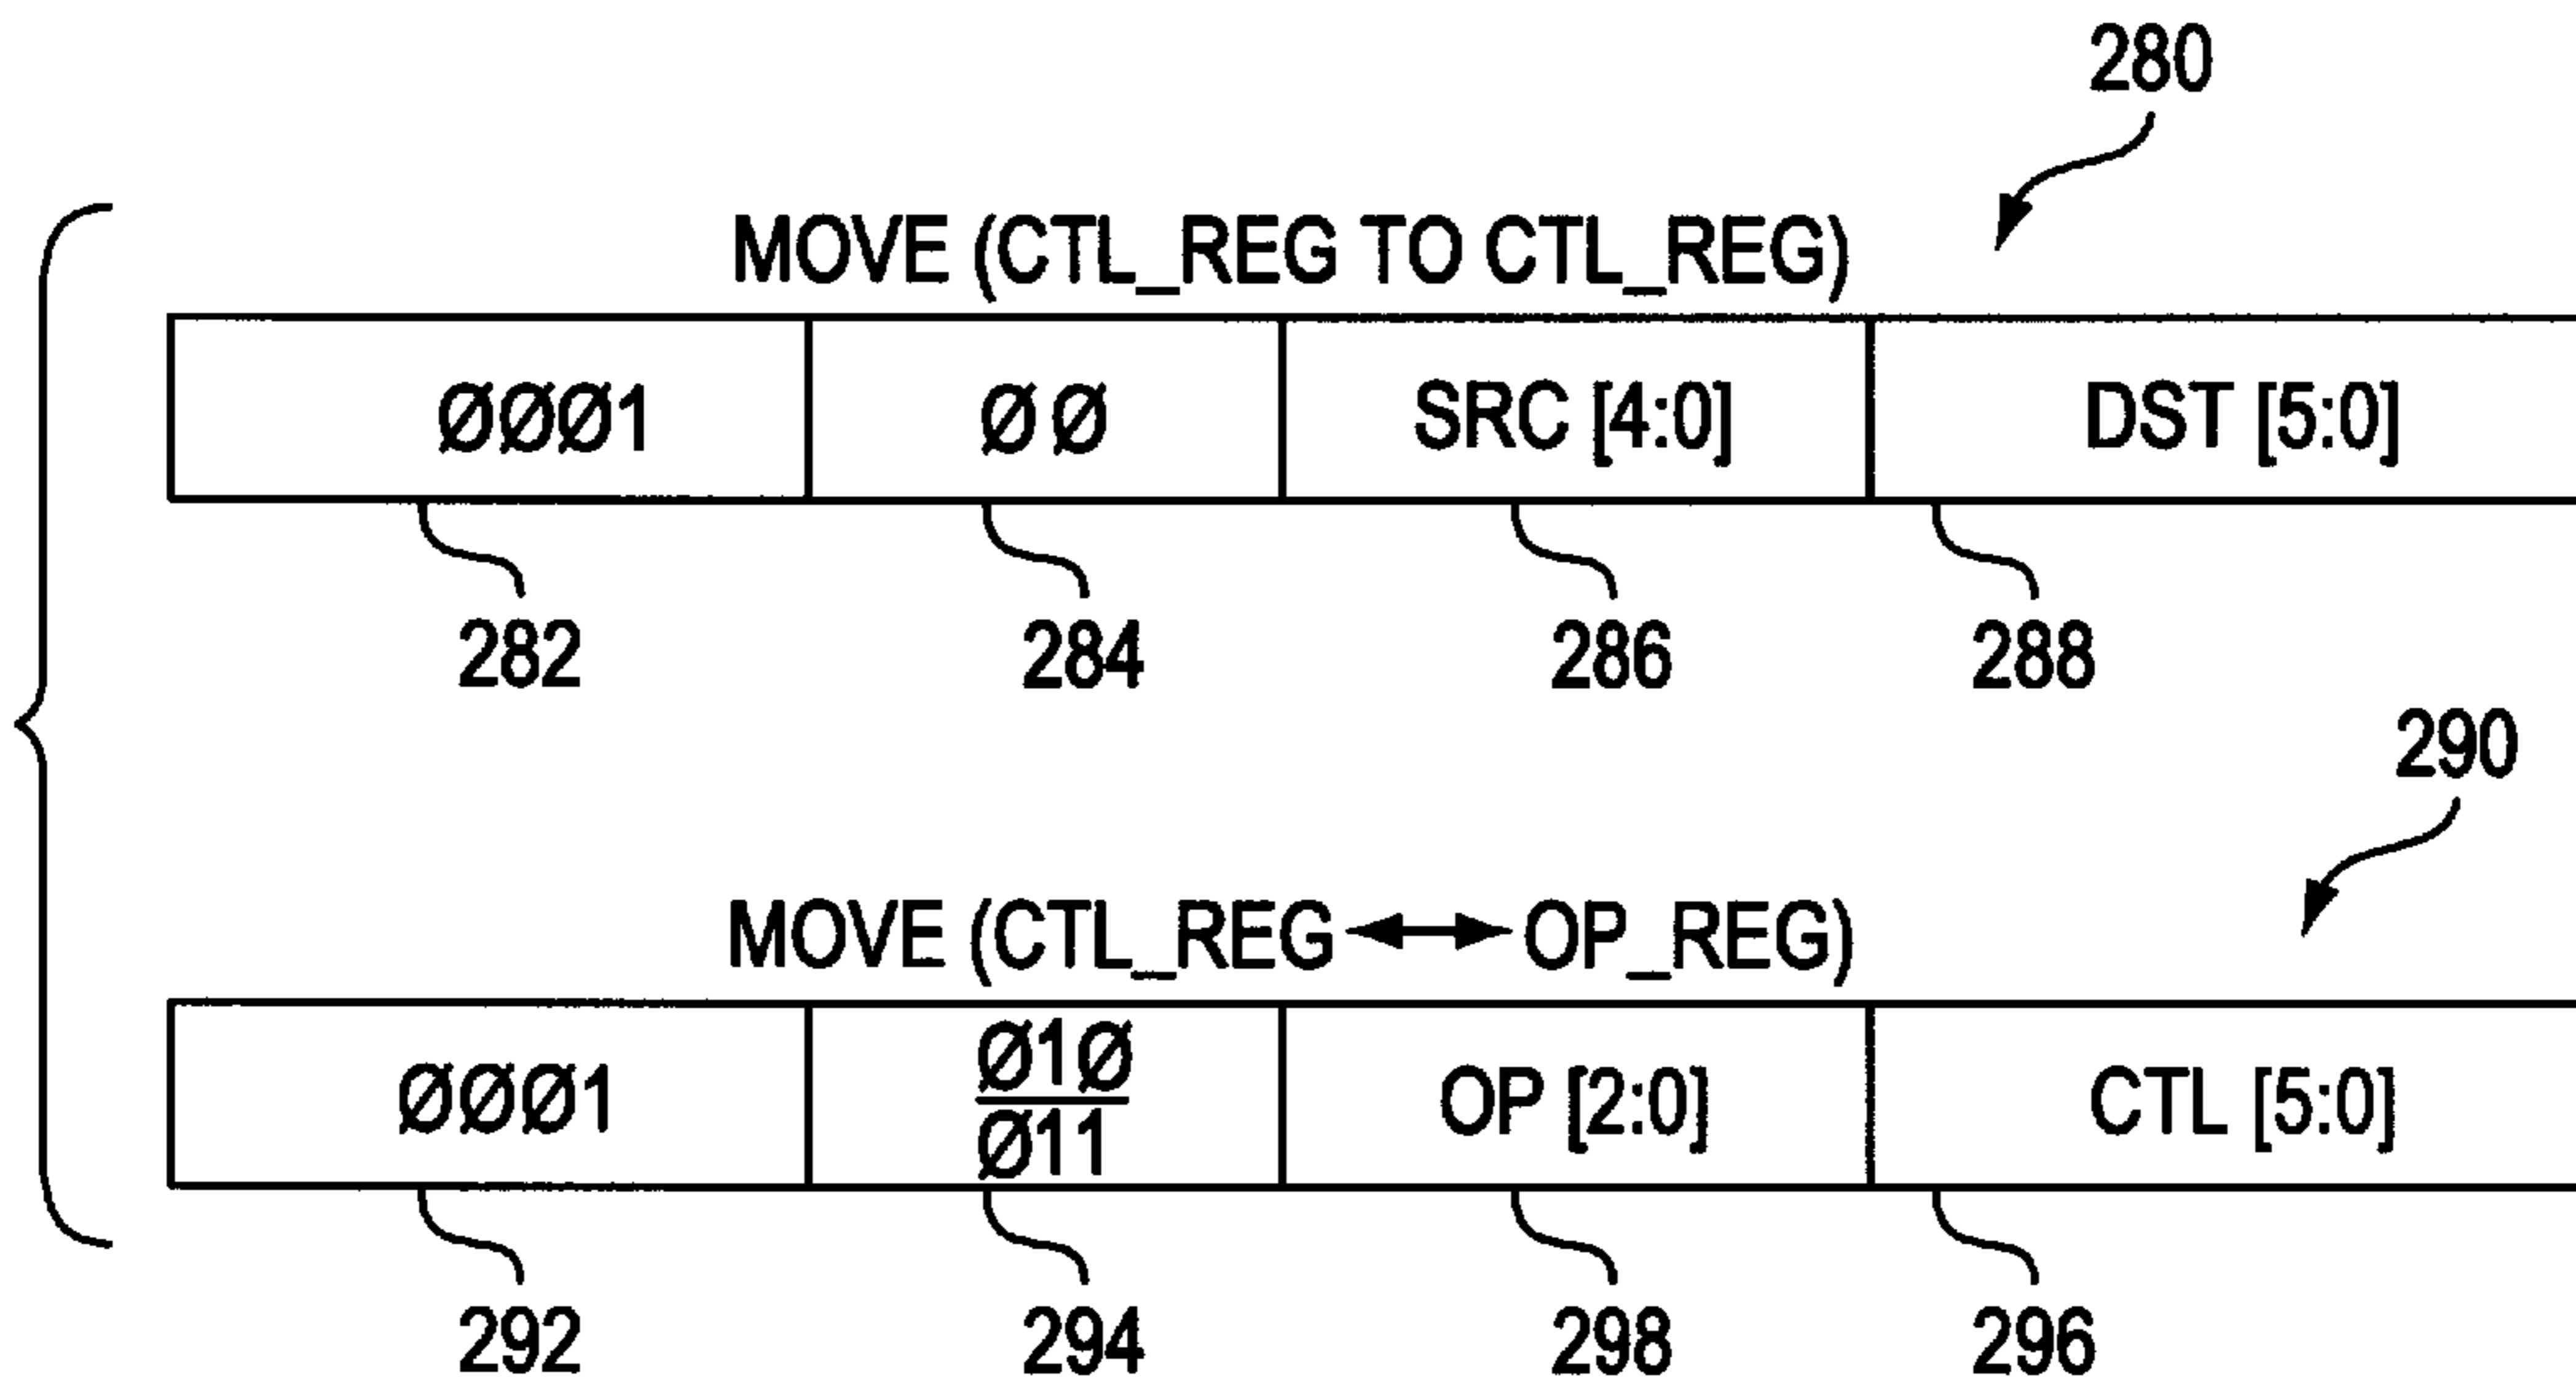 280
MOVE (CTL_REG TO CTL_REG)
ØØØ1 ØØ SRC [4:0] DST [5:0]
282 284 286 288
290
MOVE (CTL_REG ↔ OP_REG)
ØØØ1 Ø1Ø OP [2:0] CTL [5:0]
Ø11
292 294 298 296